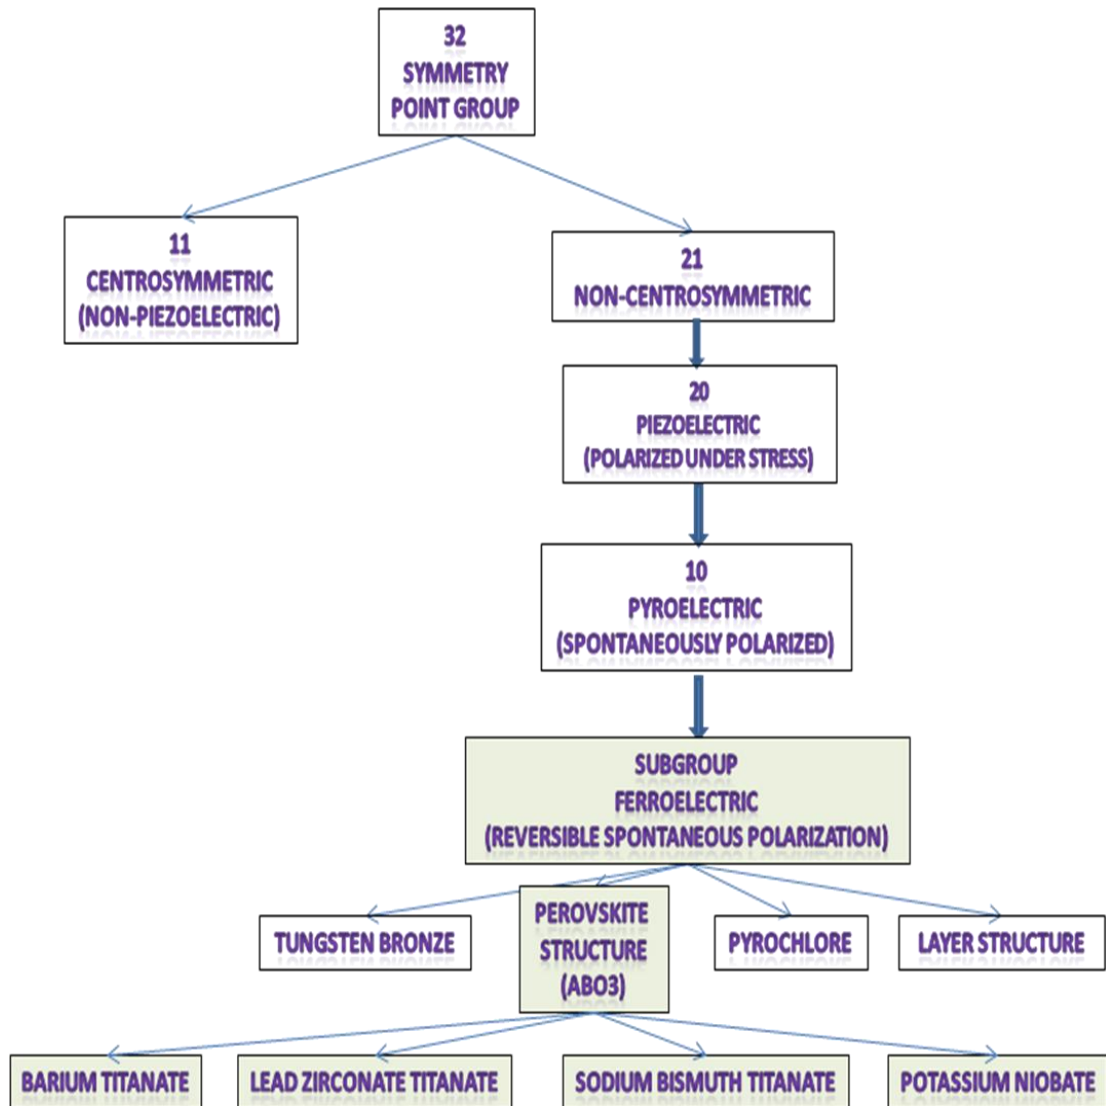 32
SYMMETRY
POINT GROUP
11
CENTROSYMMETRIC
(NON-PIEZOELECTRIC)
21
NON-CENTROSYMMETRIC
20
PIEZOELECTRIC
(POLARIZED UNDER STRESS)
10
PYROELECTRIC
(SPONTANEOUSLY POLARIZED)
SUBGROUP
FERROELECTRIC
(REVERSIBLE SPONTANEOUS POLARIZATION)
TUNGSTEN BRONZE
PEROVSKITE
STRUCTURE
(ABO3)
PYROCHLORE
LAYER STRUCTURE
BARIUM TITANATE
LEAD ZIRCONATE TITANATE
SODIUM BISMUTH TITANATE
POTASSIUM NIOBATE